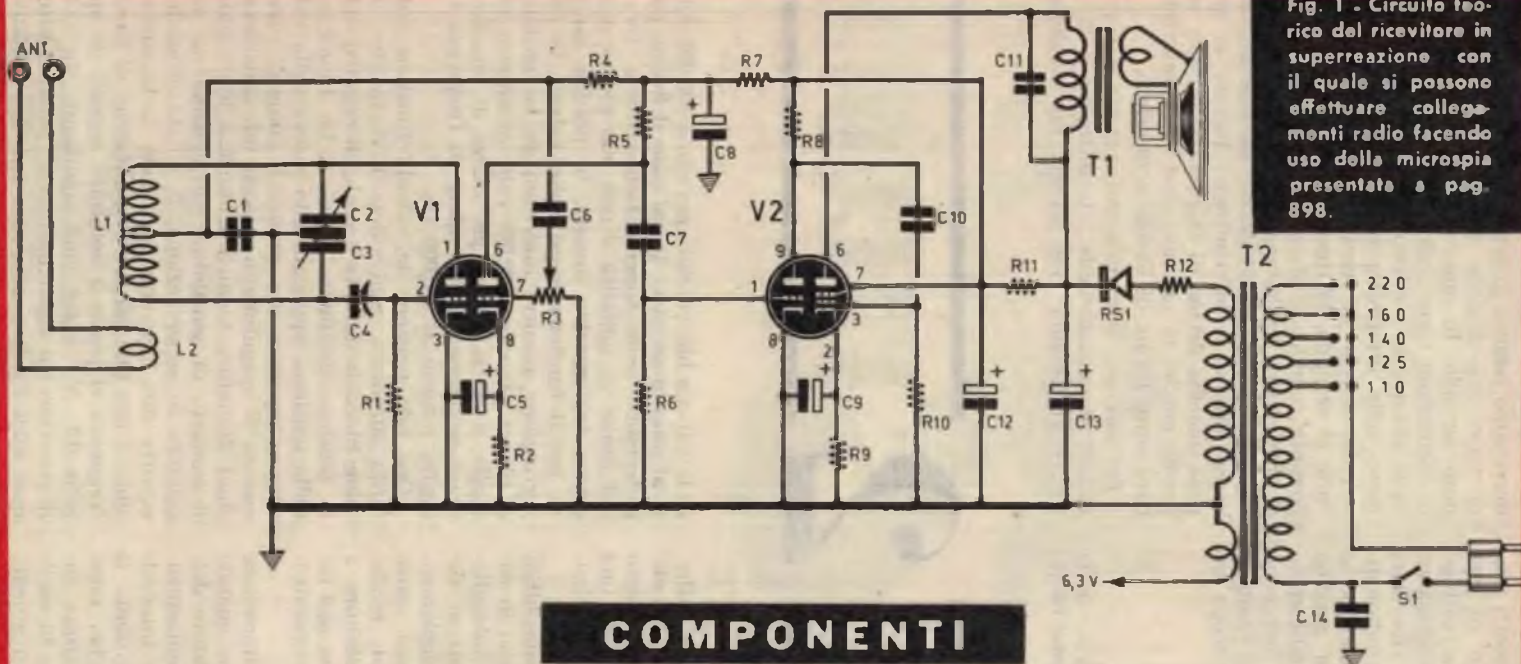 Fig. 1 - Circuito teo-
rico del ricevitore in
superreazione con
il quale si possono
effettuare collega-
menti radio facendo
uso della microspia
presentata a pag.
898.
ANT.
R4
R7
C11
R5
C8
+
R8
T1
L1
C1
C2
C3
V1
C6
C7
V2
C10
1
6
9
6
7
R11
RS1
R12
T2
220
160
140
125
110
2
7
R3
1
3
C4
L2
3
8
8
2
R1
+
C5
R2
R6
+
C9
R9
R10
+
C12
+
C13
6,3 V
S1
C14
COMPONENTI